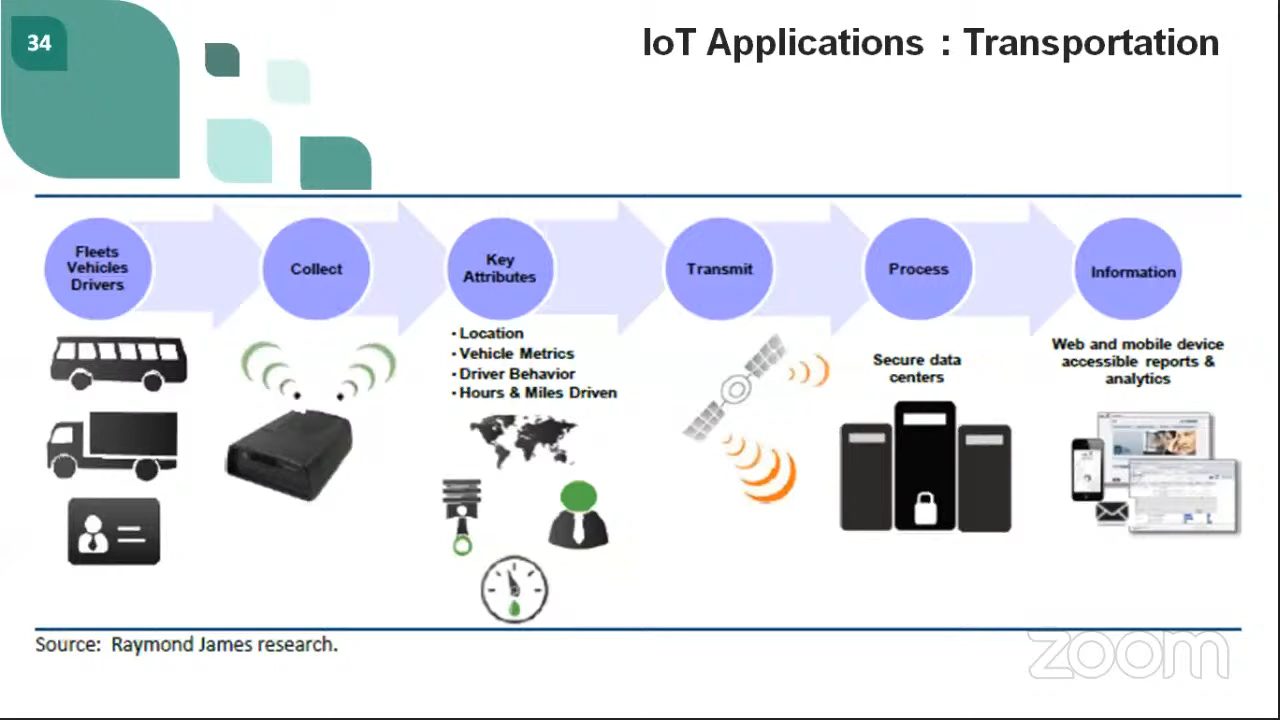 34
IoT Applications : Transportation
Fleets
Vehicles
Drivers
Collect
Key
Attributes
Transmit
Process
Information
• Location
• Vehicle Metrics
• Driver Behavior
• Hours & Miles Driven
Secure data
centers
Web and mobile device
accessible reports &
analytics
Source: Raymond James research.
zoom